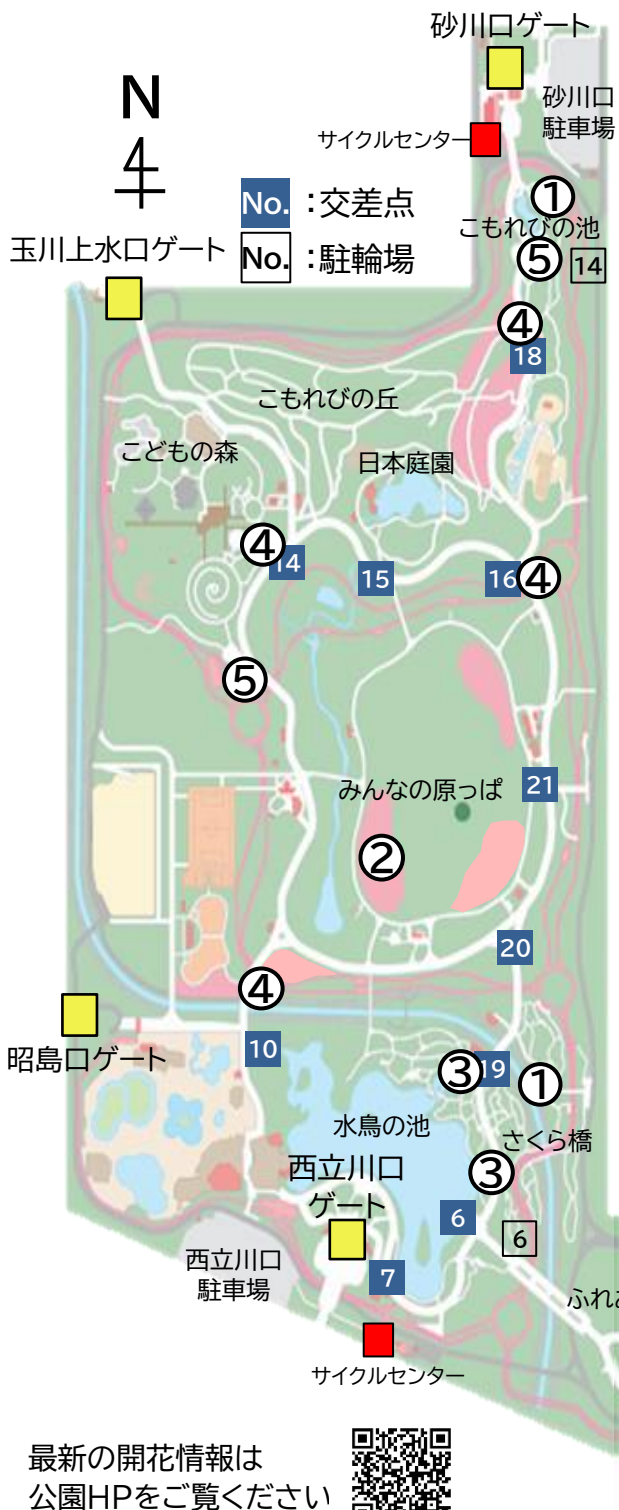 砂川口ゲート
N
砂川口
駐車場
サイクルセンター
No. ：交差点
①
こもれびの池
玉川上水口ゲート
No. ：駐輪場
⑤
14
④
18
こもれびの丘
こどもの森
日本庭園
④
14
15
16
④
⑤
みんなの原っぱ
21
②
20
④
昭島口ゲート
10
③
19
①
水鳥の池
さくら橋
西立川口
ゲート
③
6
6
西立川口
駐車場
7
ふれあ
サイクルセンター
最新の開花情報は
公園HPをご覧ください